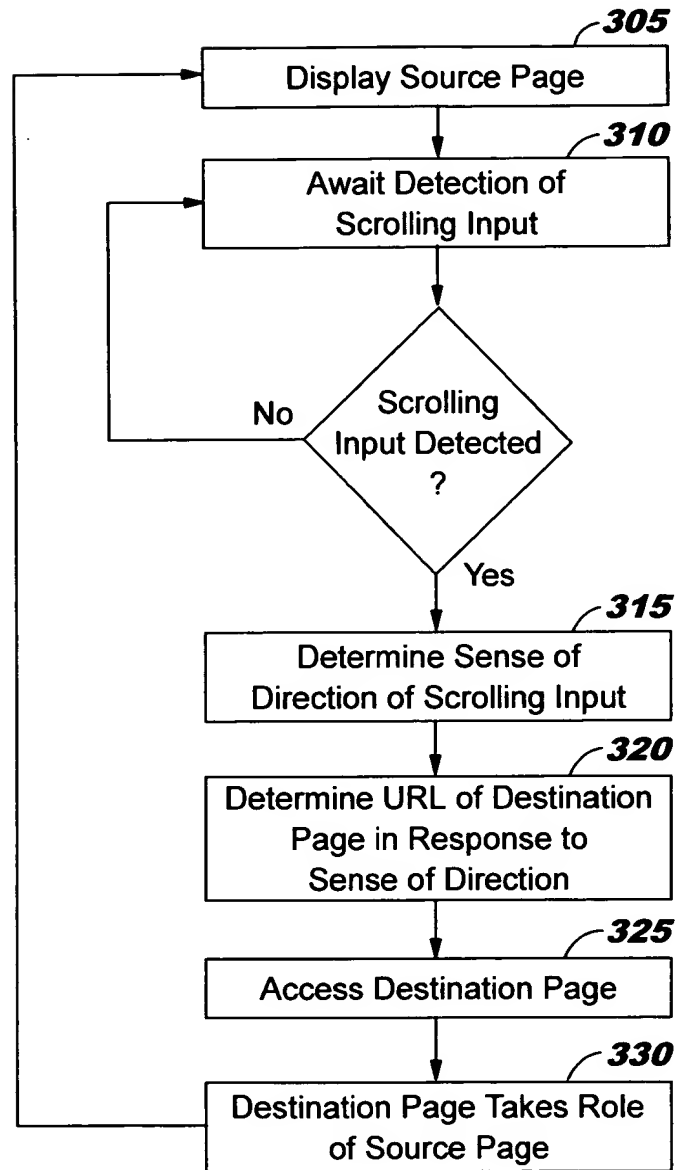 305
Display Source Page
310
Await Detection of
Scrolling Input
Scrolling
Input Detected
?
No
Yes
315
Determine Sense of
Direction of Scrolling Input
320
Determine URL of Destination
Page in Response to
Sense of Direction
325
Access Destination Page
330
Destination Page Takes Role
of Source Page